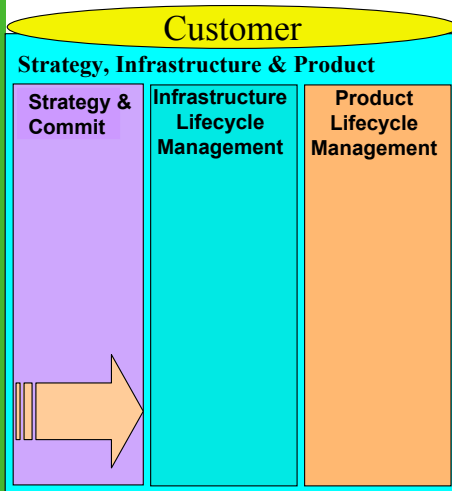 Customer
Strategy, Infrastructure & Product
Strategy &
Commit
Infrastructure
Lifecycle
Management
Product
Lifecycle
Management